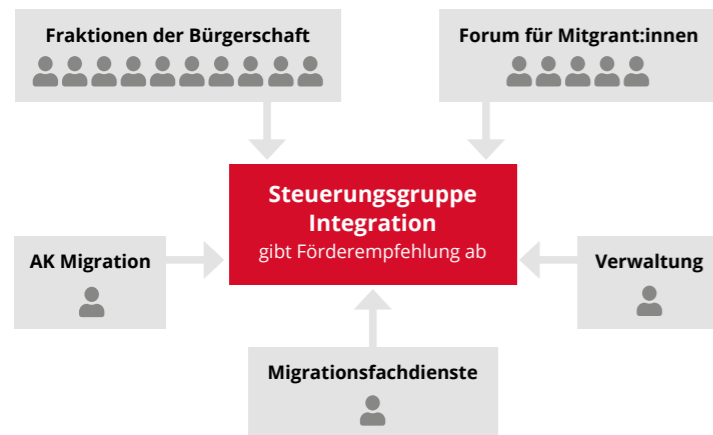 Fraktionen der Bürgerschaft
Forum für Mitgrant:innen
Steuerungsgruppe
Integration
gibt Förderempfehlung ab
AK Migration
Verwaltung
Migrationsfachdienste